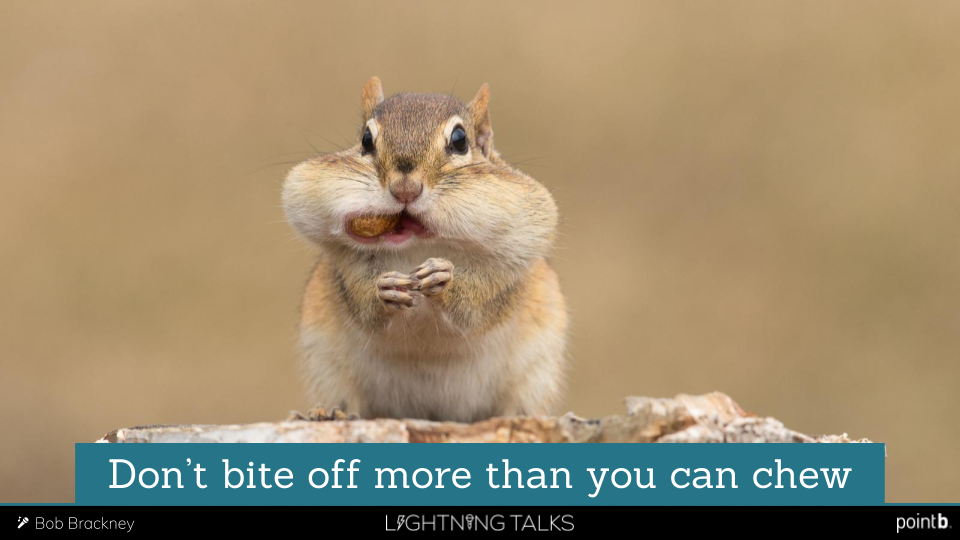 Don’t bite off more than you can chew
Bob Brackney
LIGHTNING TALKS
pointb.